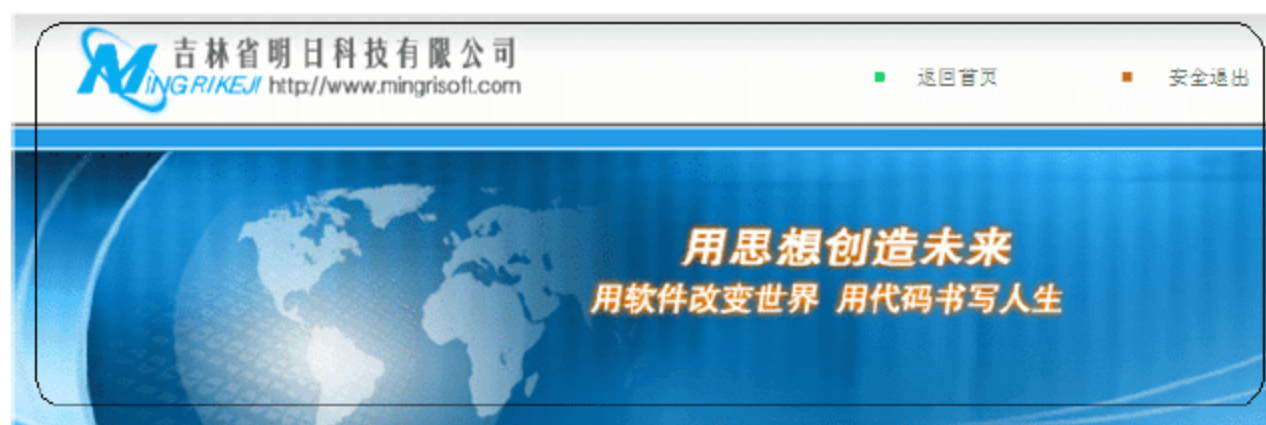 吉林省明日科技有限公司
MINGRIKEJI http://www.mingrisoft.com
返回首页 安全退出
用思想创造未来
用软件改变世界 用代码书写人生